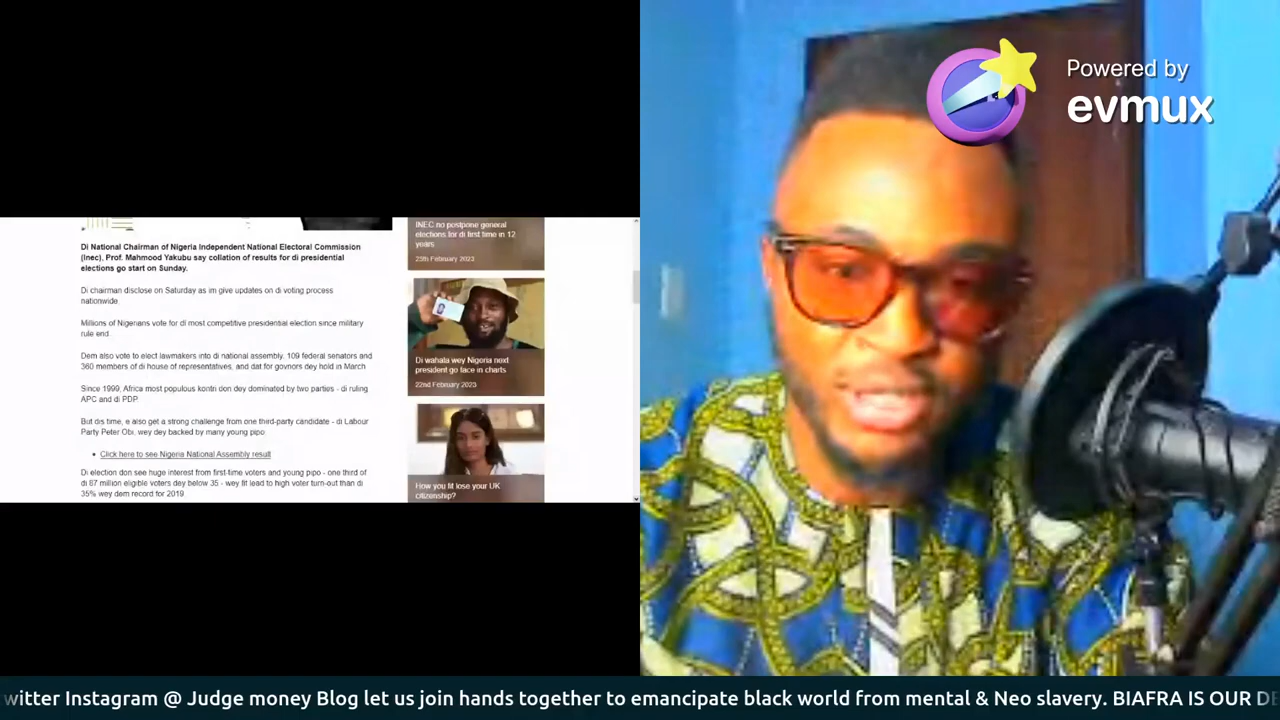 Di National Chairman of Nigeria Independent National Electoral Commission
(Inec), Prof. Mahmood Yakubu say collation of results for di presidential
elections go start on Sunday.
Di chairman disclose on Saturday as im give updates on di voting process
nationwide
Millions of Nigerians vote for di most competitive presidential election since military
rule end
Dem also vote to elect lawmakers into di national assembly. 109 federal senators and
360 members of di house of representatives, and dat for govnors dey hold in March
Since 1999, Africa most populous kontri don dey dominated by two parties - di ruling
APC and di PDP
But dis time, e also get a strong challenge from one third-party candidate - di Labour
Party Peter Obi, wey dey backed by many young pipo
• Click here to see Nigeria National Assembly result
Di election don see huge interest from first-time voters and young pipo - one third of
di 87 million eligible voters dey below 35 - wey fit lead to high voter turn-out than di
35% wey dem record for 2019
INEC no postpone general
elections for di first time in 12
years
25th February 2023
Di wahala wey Nigeria next
president go face in charts
22nd February 2023
How you fit lose your UK
citizenship?
Powered by
evmux
witter Instagram @ Judge money Blog let us join hands together to emancipate black world from mental & Neo slavery. BIAFRA IS OUR DE